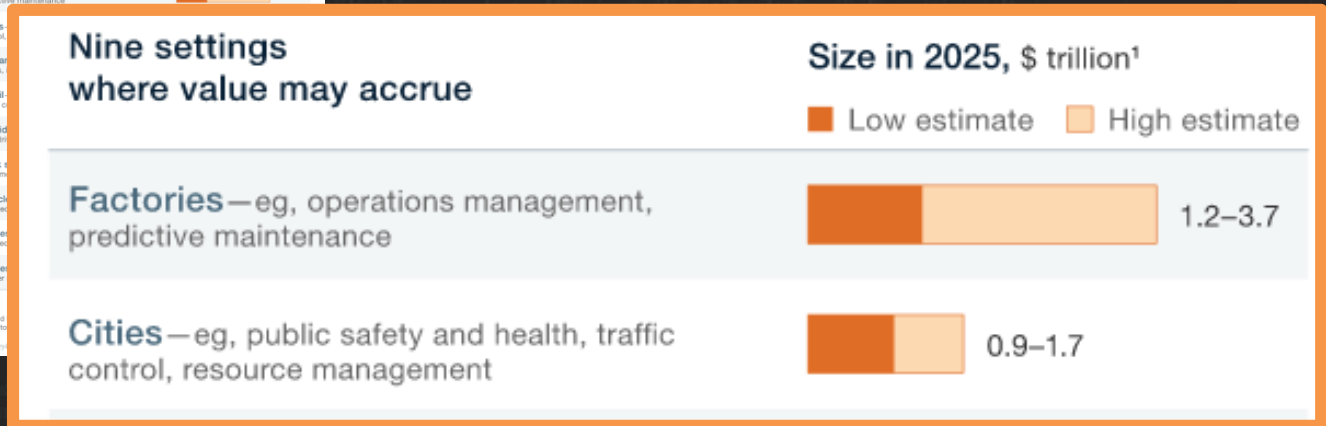 Nine settings
where value may accrue
Size in 2025, $ trillion¹
Low estimate High estimate
Factories—eg, operations management,
predictive maintenance
1.2–3.7
Cities—eg, public safety and health, traffic
control, resource management
0.9–1.7